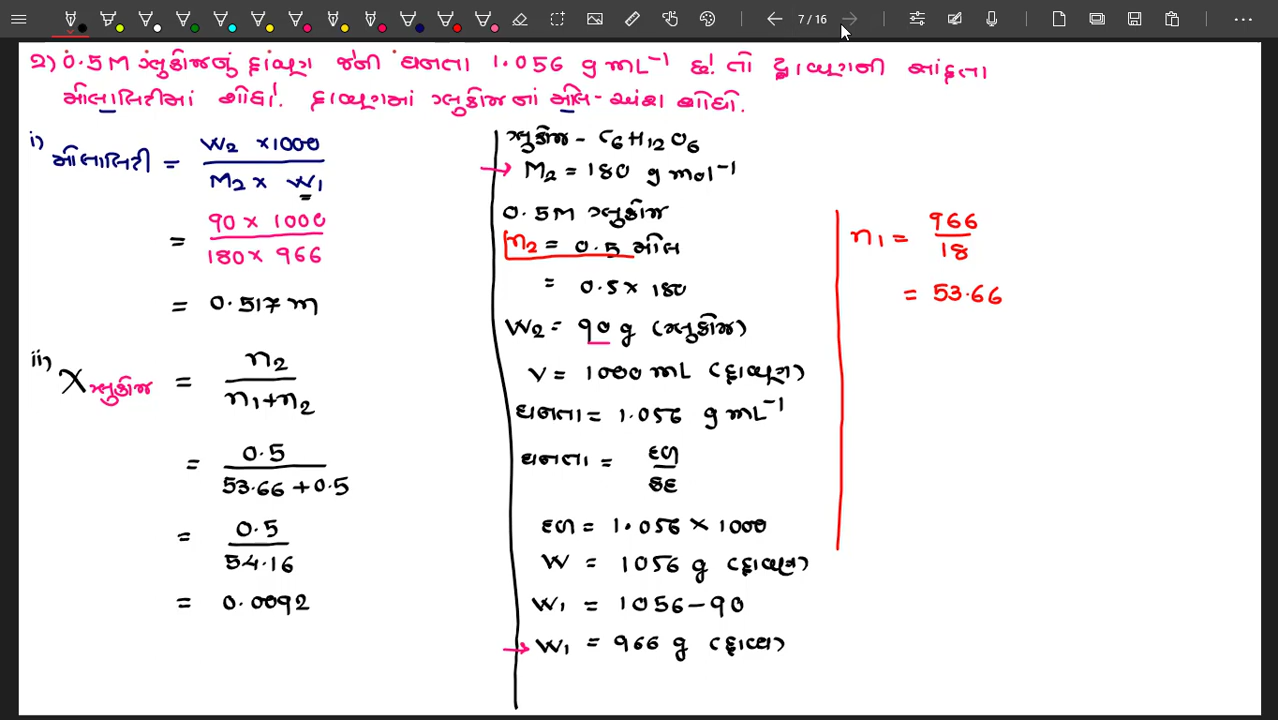 7 / 16
2) 0.5 M ગ્લુકોઝનું દ્રાવણ જેની ઘનતા 1.056 g mL⁻¹ છે! તો દ્રાવણની સાંદ્રતા
મોલાલિટીમાં શોધો. દ્રાવણમાં ગ્લુકોઝનાં મોલ-અંશ શોધો.
i) મોલાલિટી = W₂ × 1000 / M₂ × W₁
= 90 × 1000 / 180 × 966
= 0.517 m
ii) X ગ્લુકોઝ = n₂ / n₁+n₂
= 0.5 / 53.66 + 0.5
= 0.5 / 54.16
= 0.0092
ગ્લુકોઝ - C₆H₁₂O₆
→ M₂ = 180 g mol⁻¹
0.5 M ગ્લુકોઝ
n₂ = 0.5 મોલ
= 0.5 × 180
W₂ = 90 g (ગ્લુકોઝ)
V = 1000 mL (દ્રાવણ)
ઘનતા = 1.056 g mL⁻¹
ઘનતા = દળ / કદ
દળ = 1.056 × 1000
W = 1056 g (દ્રાવણ)
W₁ = 1056 - 90
→ W₁ = 966 g (દ્રાવક)
n₁ = 966 / 18
= 53.66